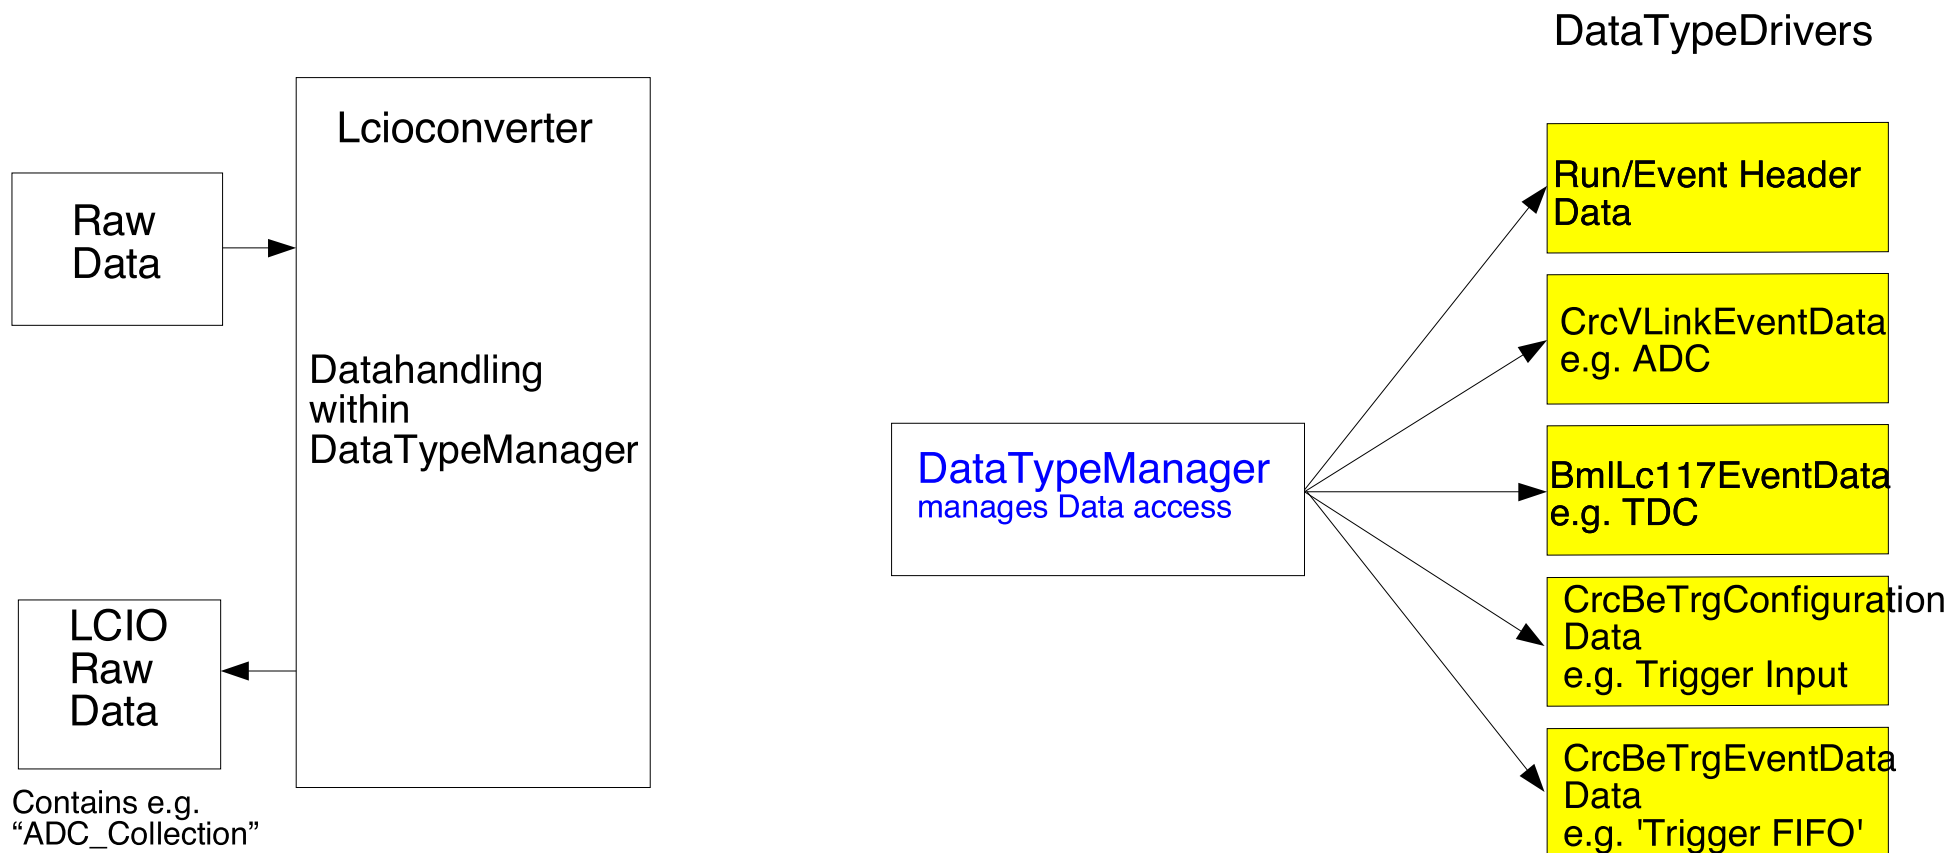 DataTypeDrivers
Lcioconverter
Raw
Data
Datahandling
within
DataTypeManager
LCIO
Raw
Data
Contains e.g.
“ADC_Collection”
DataTypeManager
manages Data access
Run/Event Header
Data
CrcVLinkEventData
e.g. ADC
BmlLc117EventData
e.g. TDC
CrcBeTrgConfiguration
Data
e.g. Trigger Input
CrcBeTrgEventData
Data
e.g. 'Trigger FIFO'